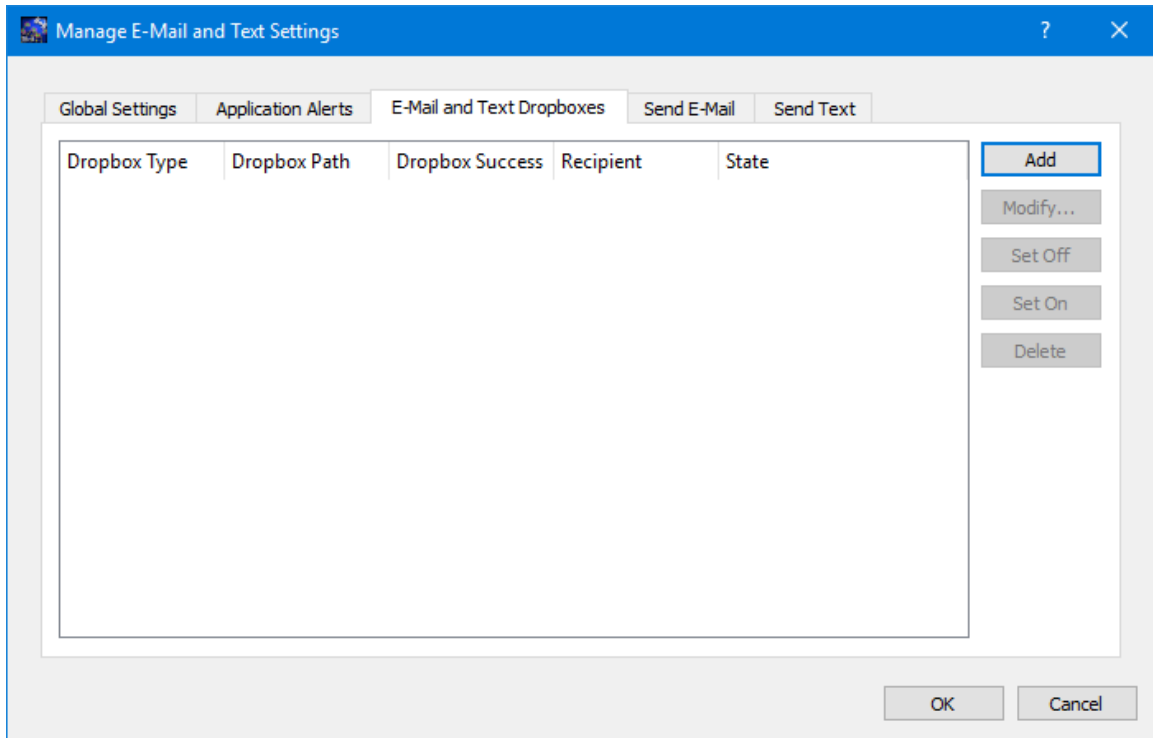 Manage E-Mail and Text Settings ?
Global Settings Application Alerts E-Mail and Text Dropboxes Send E-Mail Send Text
Dropbox Type Dropbox Path Dropbox Success Recipient State Add
Modify...
Set Off
Set On
Delete
OK Cancel